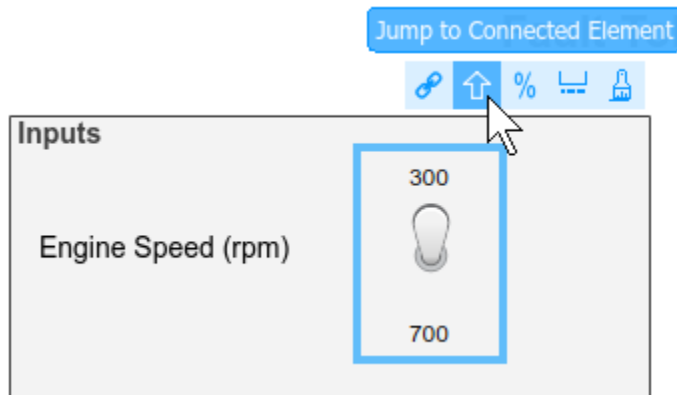 Jump to Connected Element
%
Inputs
300
Engine Speed (rpm)
700